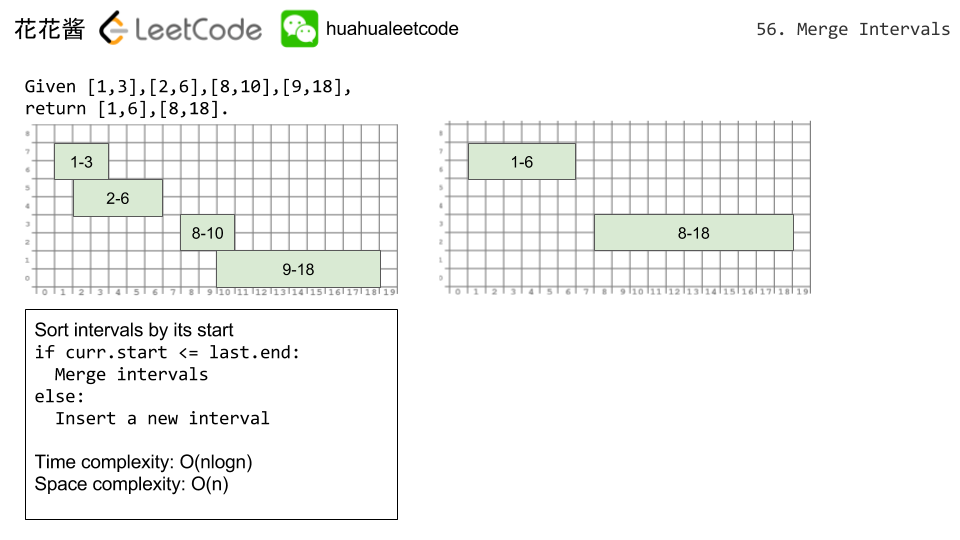 花花酱 LeetCode huahualeetcode 56. Merge Intervals
Given [1,3],[2,6],[8,10],[9,18],
return [1,6],[8,18].
8
7
6
5
4
3
2
1
0
1-3
2-6
8-10
9-18
0 1 2 3 4 5 6 7 8 9 10 11 12 13 14 15 16 17 18 19
8
7
6
5
4
3
2
1
0
1-6
8-18
0 1 2 3 4 5 6 7 8 9 10 11 12 13 14 15 16 17 18 19
Sort intervals by its start
if curr.start <= last.end:
Merge intervals
else:
Insert a new interval
Time complexity: O(nlogn)
Space complexity: O(n)